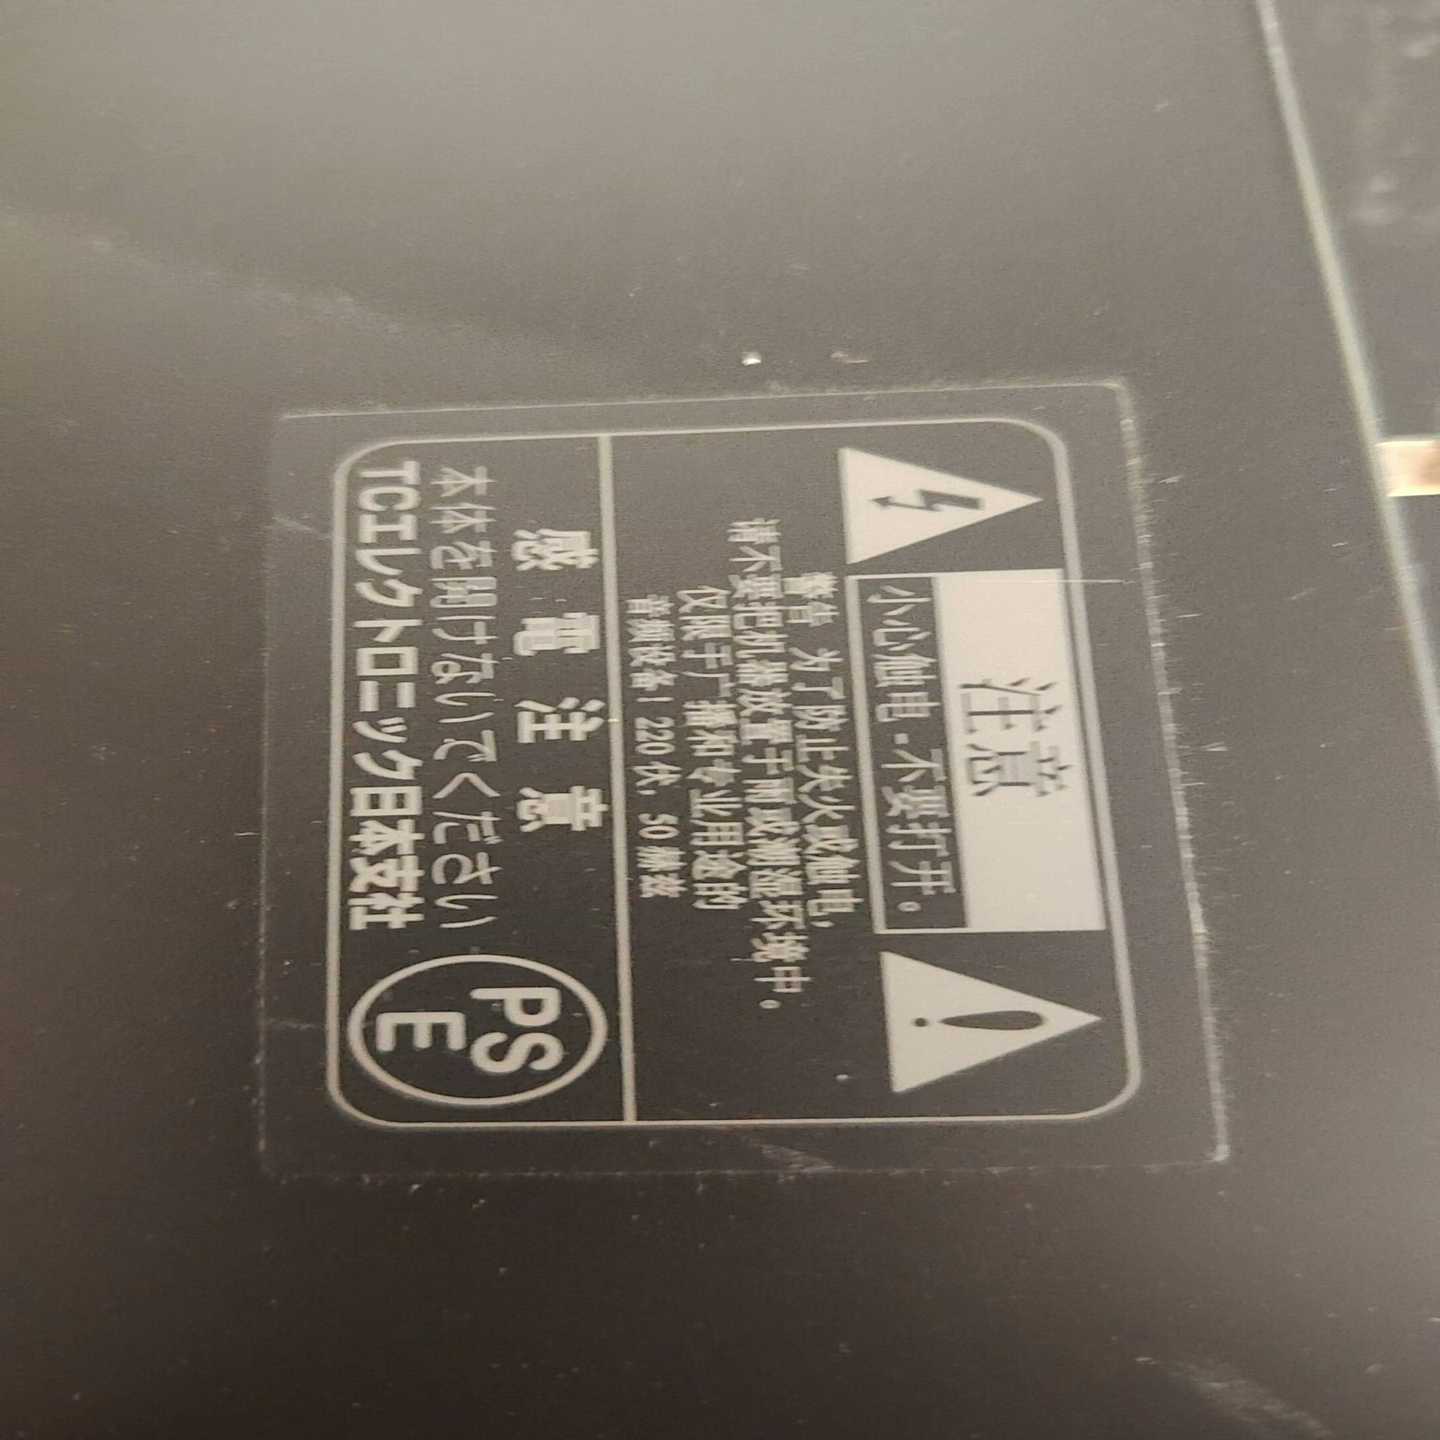 注意
小心触电-不要打开。
警告 为了防止失火或触电,
请不要把机器放置于雨或潮湿环境中。
仅限于广播和专业用途的
音频设备! 220 伏, 50 赫兹
感電注意
本体を開けないでください
TCエレクトロニック日本支社
PS
E